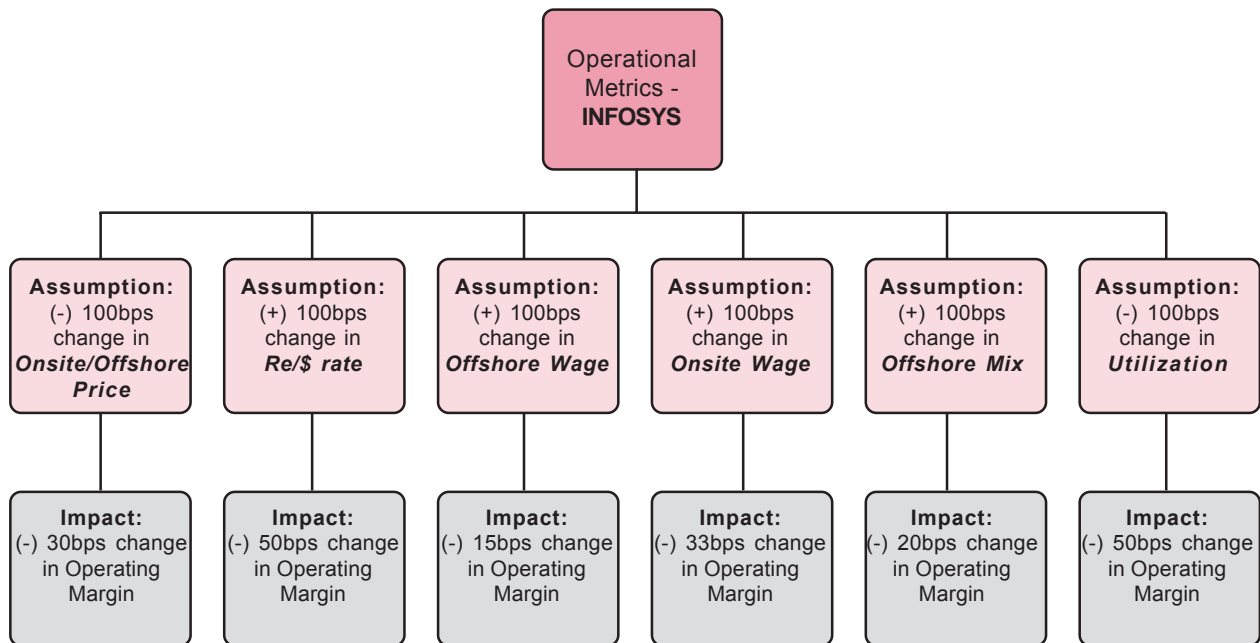 Operational
Metrics -
INFOSYS
Assumption:
(-) 100bps
change in
Onsite/Offshore
Price
Assumption:
(+) 100bps
change in
Re/$ rate
Assumption:
(+) 100bps
change in
Offshore Wage
Assumption:
(+) 100bps
change in
Onsite Wage
Assumption:
(+) 100bps
change in
Offshore Mix
Assumption:
(-) 100bps
change in
Utilization
Impact:
(-) 30bps change
in Operating
Margin
Impact:
(-) 50bps change
in Operating
Margin
Impact:
(-) 15bps change
in Operating
Margin
Impact:
(-) 33bps change
in Operating
Margin
Impact:
(-) 20bps change
in Operating
Margin
Impact:
(-) 50bps change
in Operating
Margin